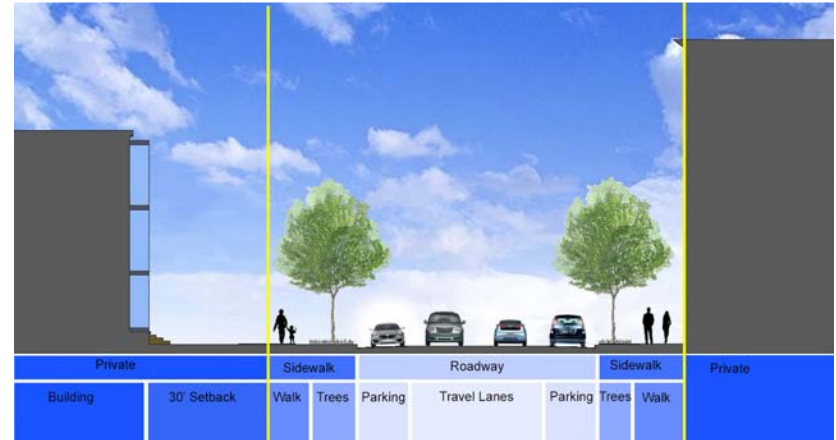 Private
Sidewalk
Roadway
Sidewalk
Private
Building
30' Setback
Walk
Trees
Parking
Travel Lanes
Parking
Trees
Walk